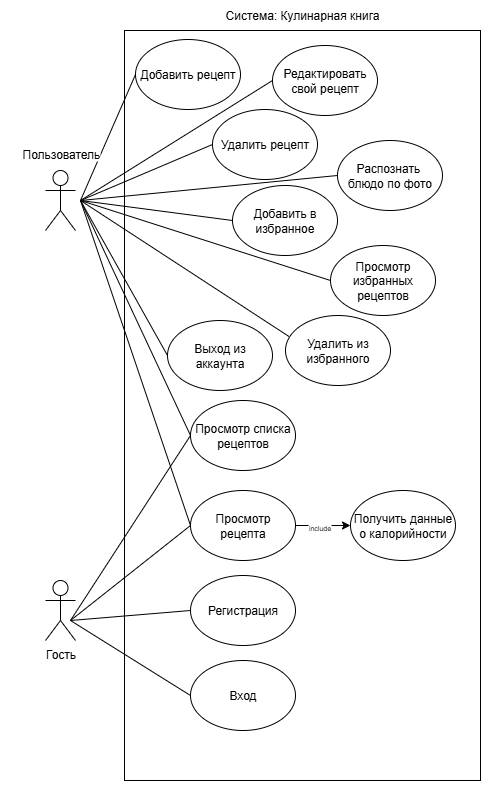 Система: Кулинарная книга
Добавить рецепт
Редактировать
свой рецепт
Удалить рецепт
Пользователь
Распознать
блюдо по фото
Добавить в
избранное
Просмотр
избранных
рецептов
Выход из
аккаунта
Удалить из
избранного
Просмотр списка
рецептов
Просмотр
рецепта
include
Получить данные
о калорийности
Регистрация
Гость
Вход